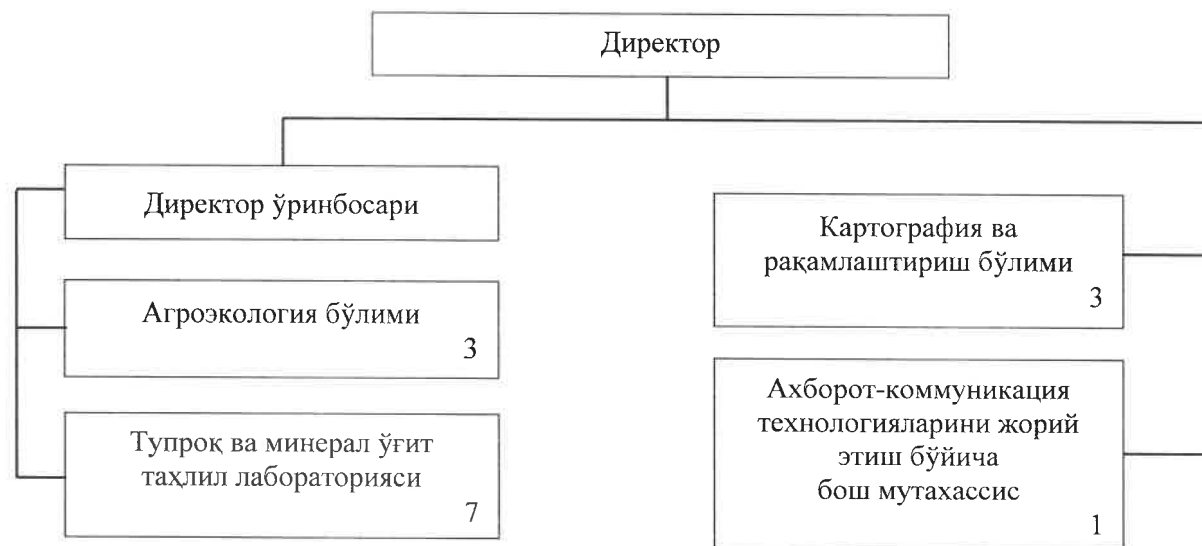 Директор
Директор ўринбосари
Агроэкология бўлими
3
Тупроқ ва минерал ўғит
таҳлил лабораторияси
7
Картография ва
рақамлаштириш бўлими
3
Ахборот-коммуникация
технологияларини жорий
этиш бўйича
бош мутахассис
1